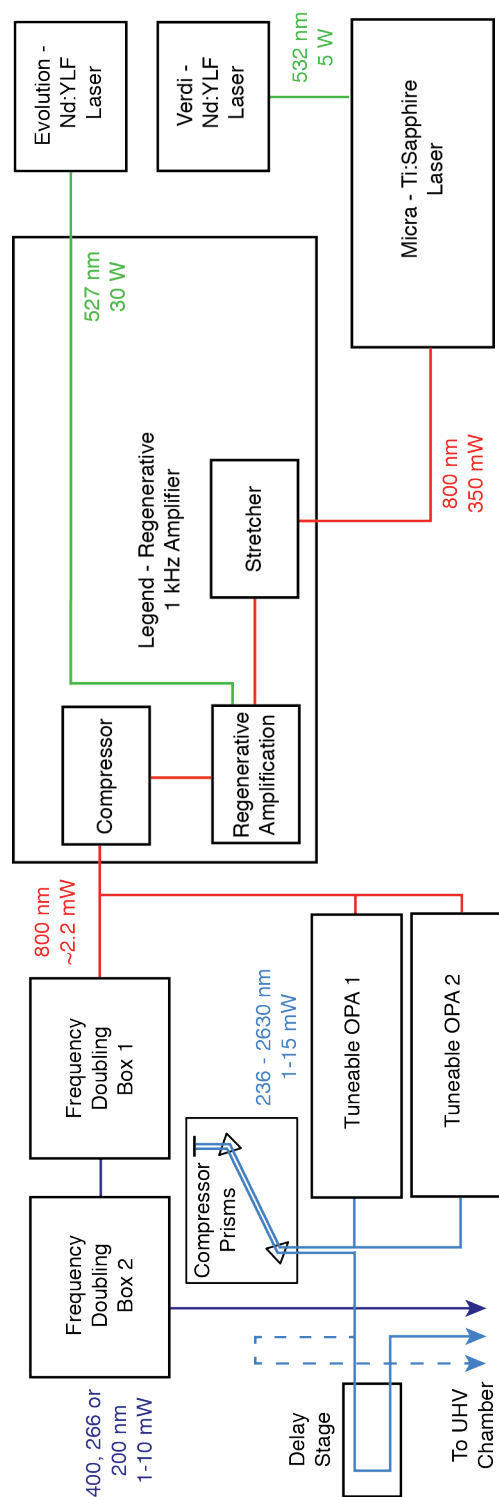 Evolution -
Nd:YLF
Laser
Verdi -
Nd:YLF
Laser
532 nm
5 W
Micra - Ti:Sapphire
Laser
527 nm
30 W
Legend - Regenerative
1 kHz Amplifier
Stretcher
800 nm
350 mW
Compressor
Regenerative
Amplification
800 nm
~2.2 mW
Frequency
Doubling
Box 1
236 - 2630 nm
1-15 mW
Tuneable OPA 1
Tuneable OPA 2
Compressor
Prisms
Frequency
Doubling
Box 2
400, 266 or
200 nm
1-10 mW
Delay
Stage
To UHV
Chamber